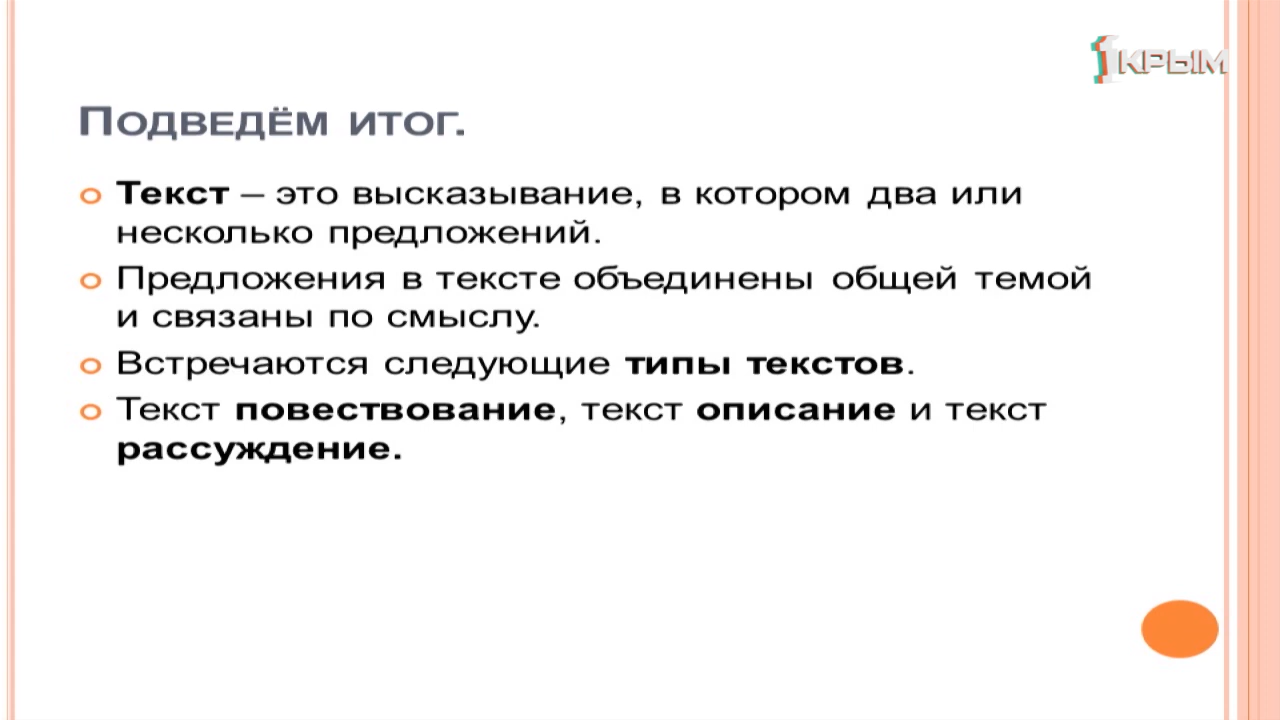 1КРЫМ
Подведём итог.
Текст – это высказывание, в котором два или
несколько предложений.
Предложения в тексте объединены общей темой
и связаны по смыслу.
Встречаются следующие типы текстов.
Текст повествование, текст описание и текст
рассуждение.